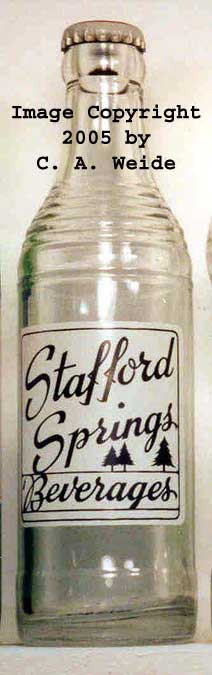 Image Copyright
2005 by
C. A. Weide
Stafford
Springs
Beverages